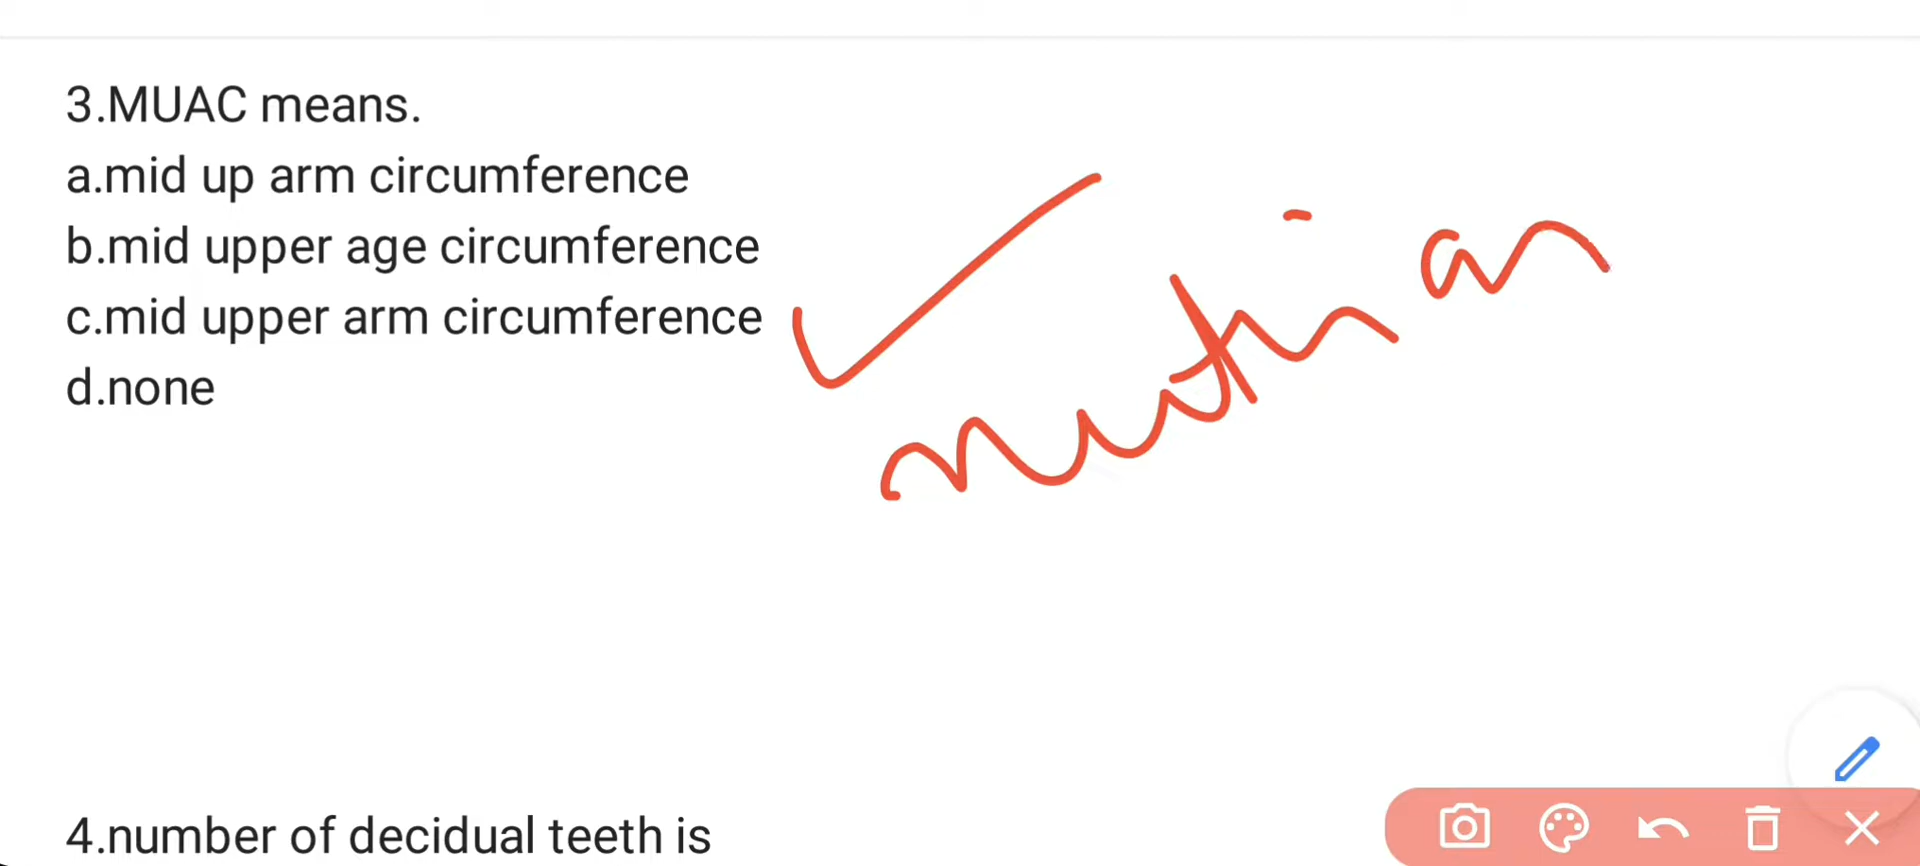 3.MUAC means.
a.mid up arm circumference
b.mid upper age circumference
c.mid upper arm circumference
d.none
4.number of decidual teeth is